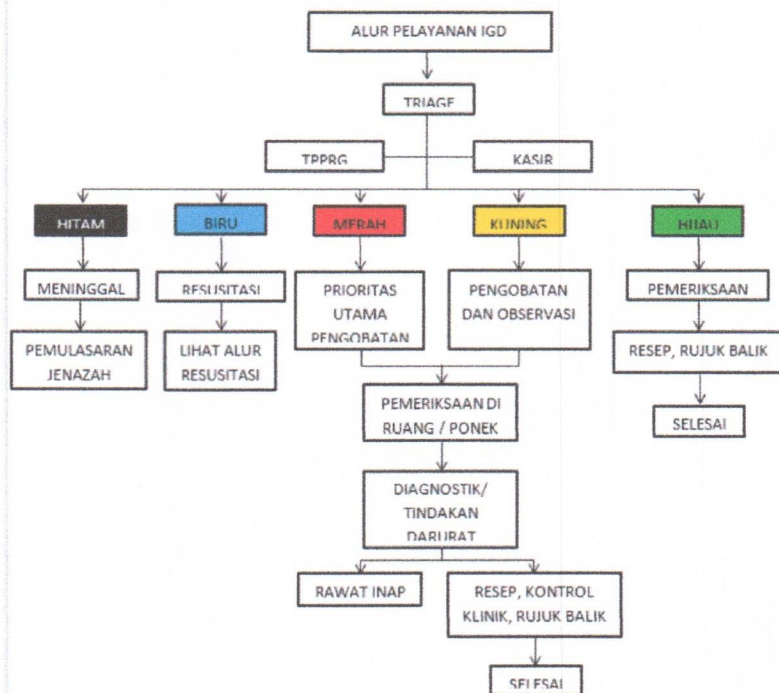 ALUR PELAYANAN IGD
TRIAGE
TPPRG
KASIR
HITAM
BIRU
MERAH
KUNING
HIJAU
MENINGGAL
RESUSITASI
PRIORITAS
UTAMA
PENGOBATAN
PENGOBATAN
DAN OBSERVASI
PEMERIKSAAN
PEMULASARAN
JENAZAH
LIHAT ALUR
RESUSITASI
RESEP, RUJUK BALIK
PEMERIKSAAN DI
RUANG / PONEK
SELESAI
DIAGNOSTIK/
TINDAKAN
DARURAT
RAWAT INAP
RESEP, KONTROL
KLINIK, RUJUK BALIK
SELESAI